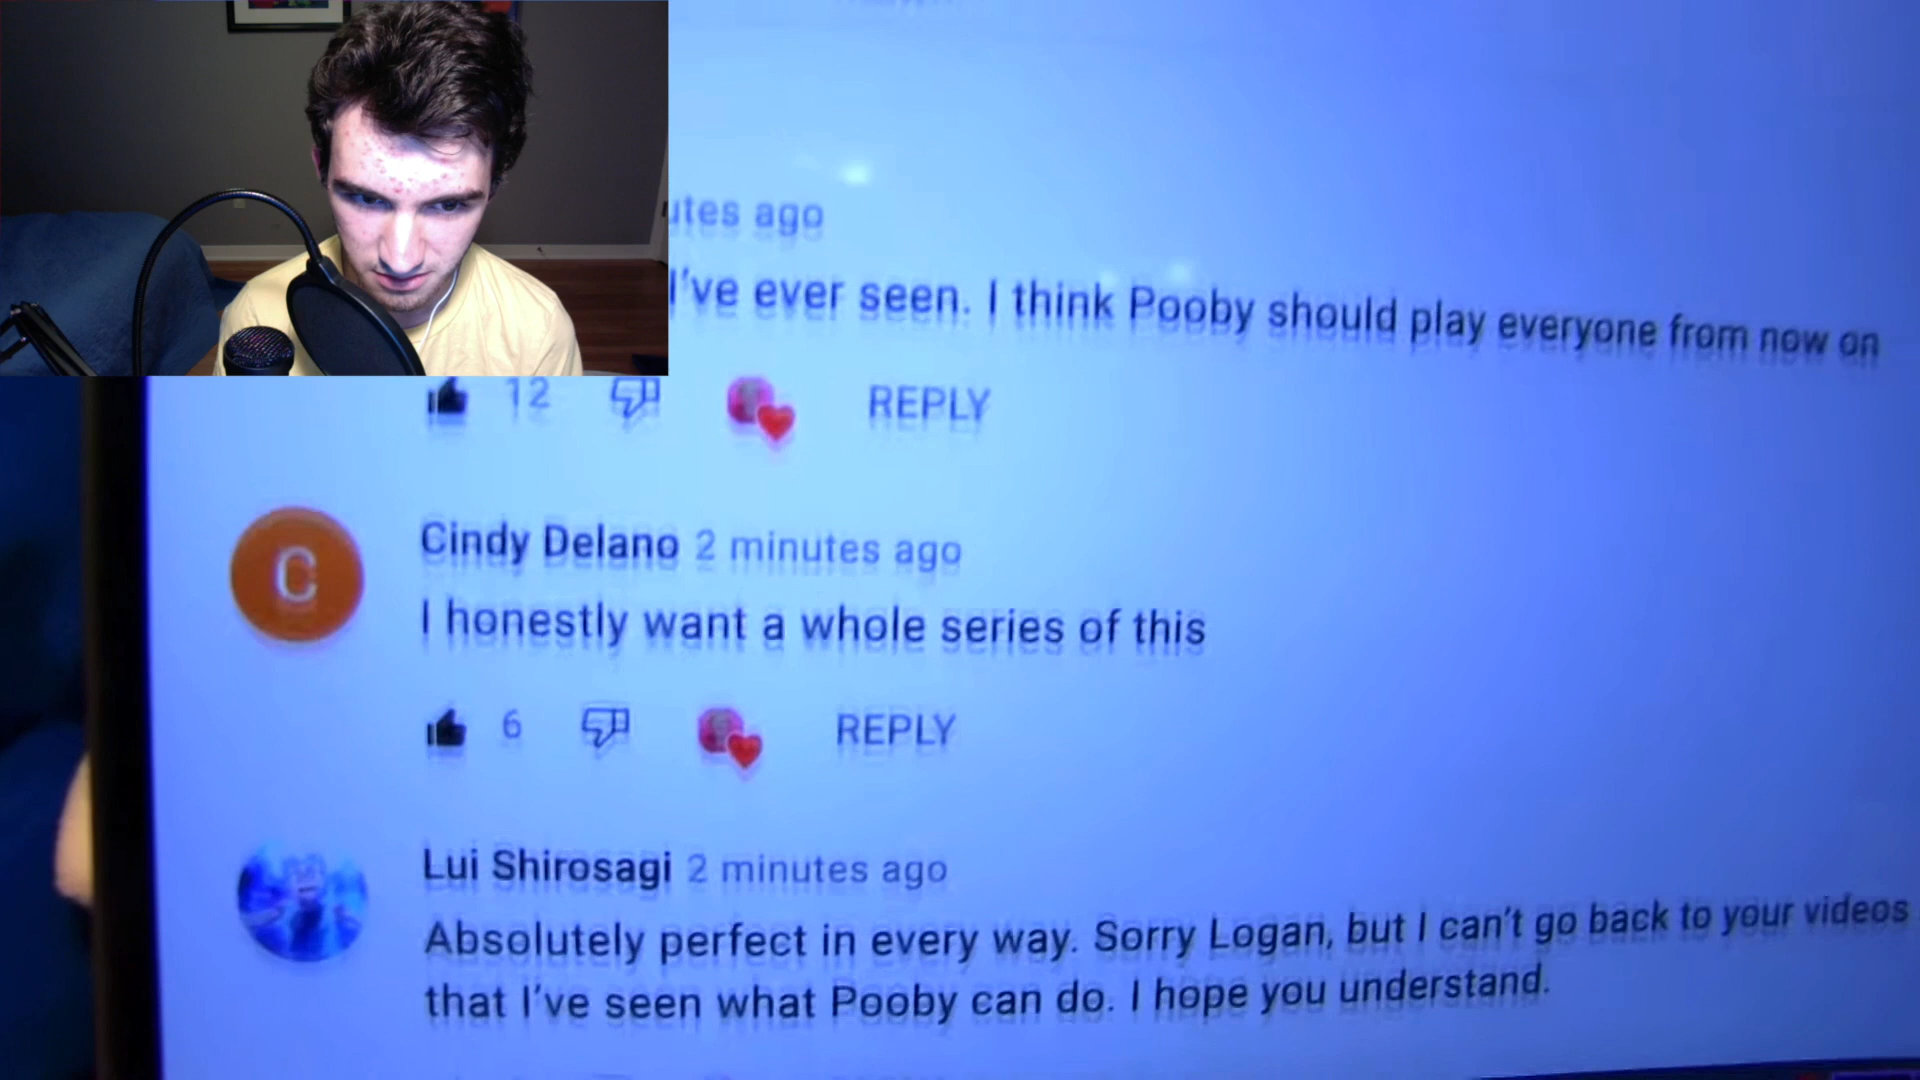 utes ago
I've ever seen. I think Pooby should play everyone from now on
12 REPLY
C
Cindy Delano 2 minutes ago
I honestly want a whole series of this
6 REPLY
Lui Shirosagi 2 minutes ago
Absolutely perfect in every way. Sorry Logan, but I can't go back to your videos
that I've seen what Pooby can do. I hope you understand.